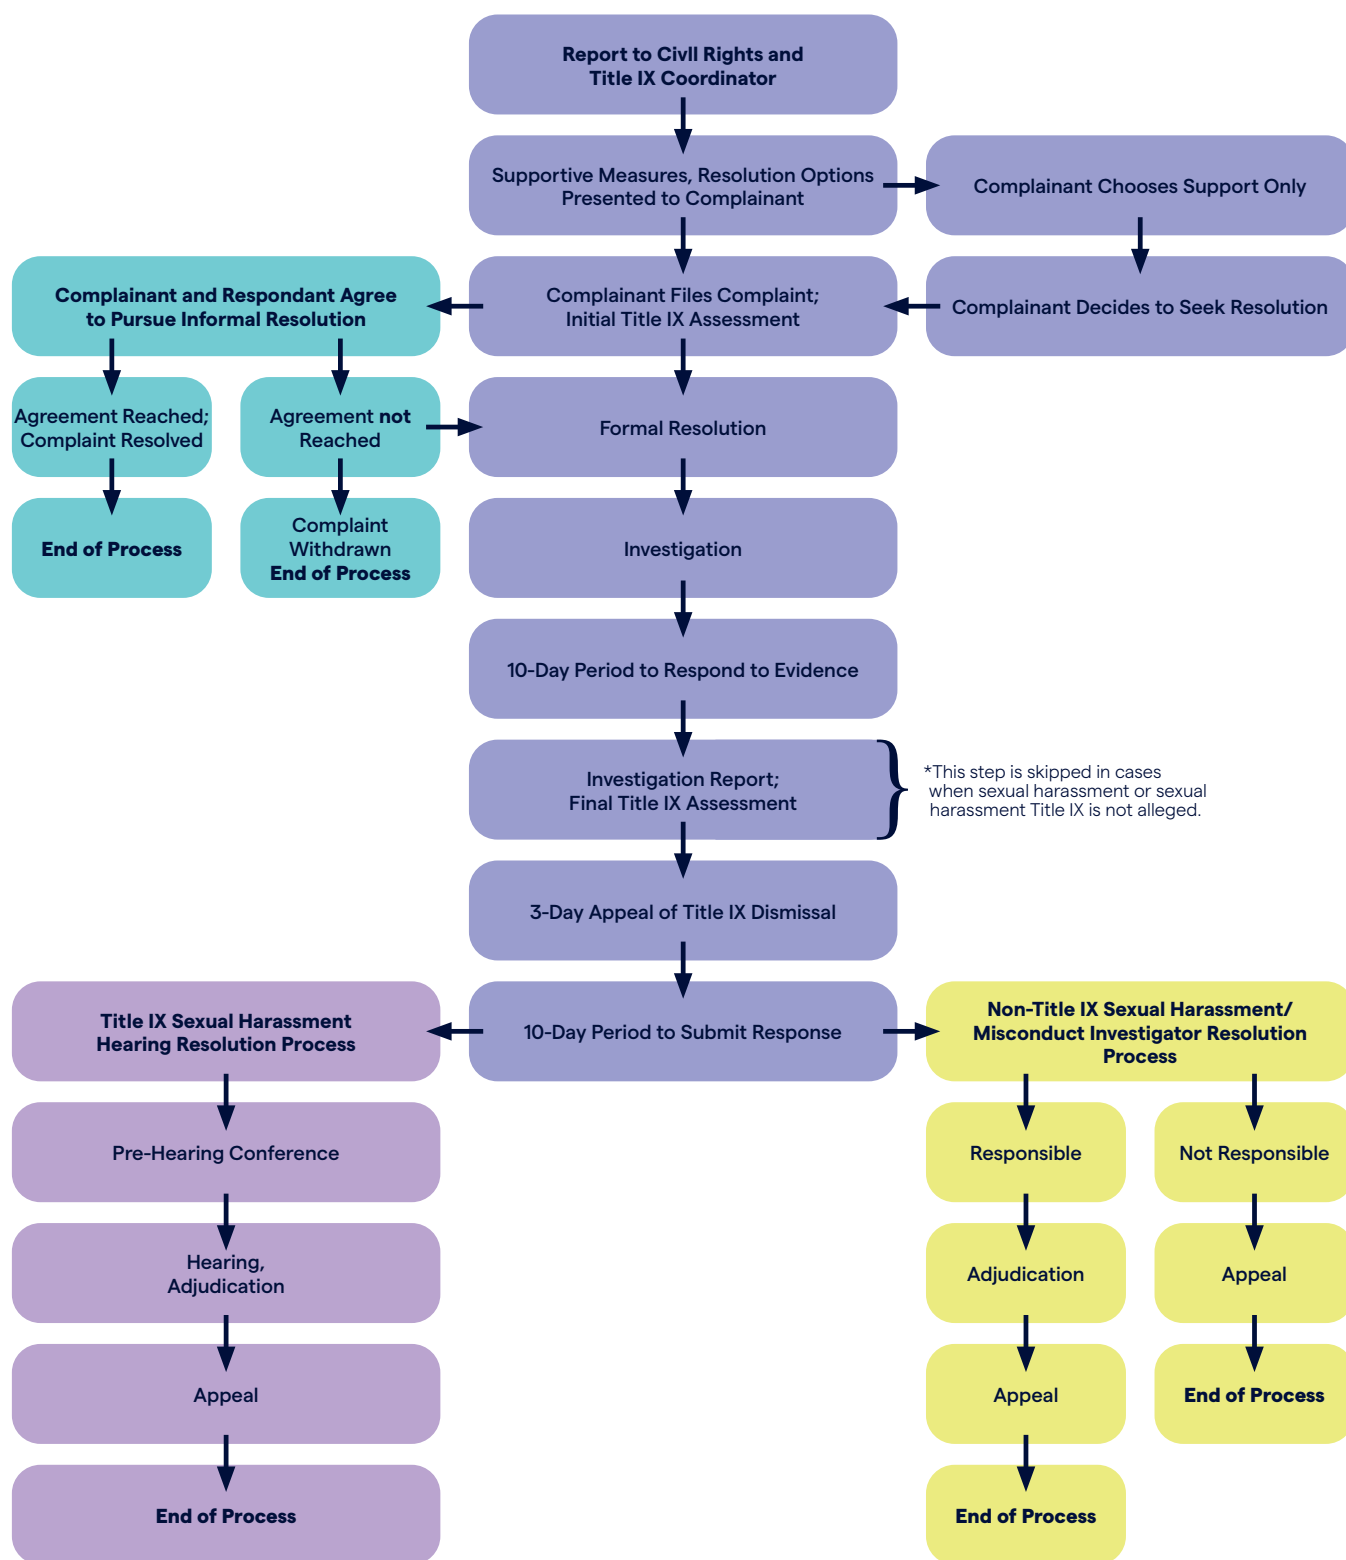 Report to Civll Rights and
Title IX Coordinator
Supportive Measures, Resolution Options
Presented to Complainant
Complainant Chooses Support Only
Complainant and Respondant Agree
to Pursue Informal Resolution
Complainant Files Complaint;
Initial Title IX Assessment
Complainant Decides to Seek Resolution
Agreement Reached;
Complaint Resolved
Agreement not
Reached
Formal Resolution
End of Process
Complaint
Withdrawn
End of Process
Investigation
10-Day Period to Respond to Evidence
Investigation Report;
Final Title IX Assessment
*This step is skipped in cases
when sexual harassment or sexual
harassment Title IX is not alleged.
3-Day Appeal of Title IX Dismissal
Title IX Sexual Harassment
Hearing Resolution Process
10-Day Period to Submit Response
Non-Title IX Sexual Harassment/
Misconduct Investigator Resolution
Process
Pre-Hearing Conference
Responsible
Not Responsible
Hearing,
Adjudication
Adjudication
Appeal
Appeal
Appeal
End of Process
End of Process
End of Process